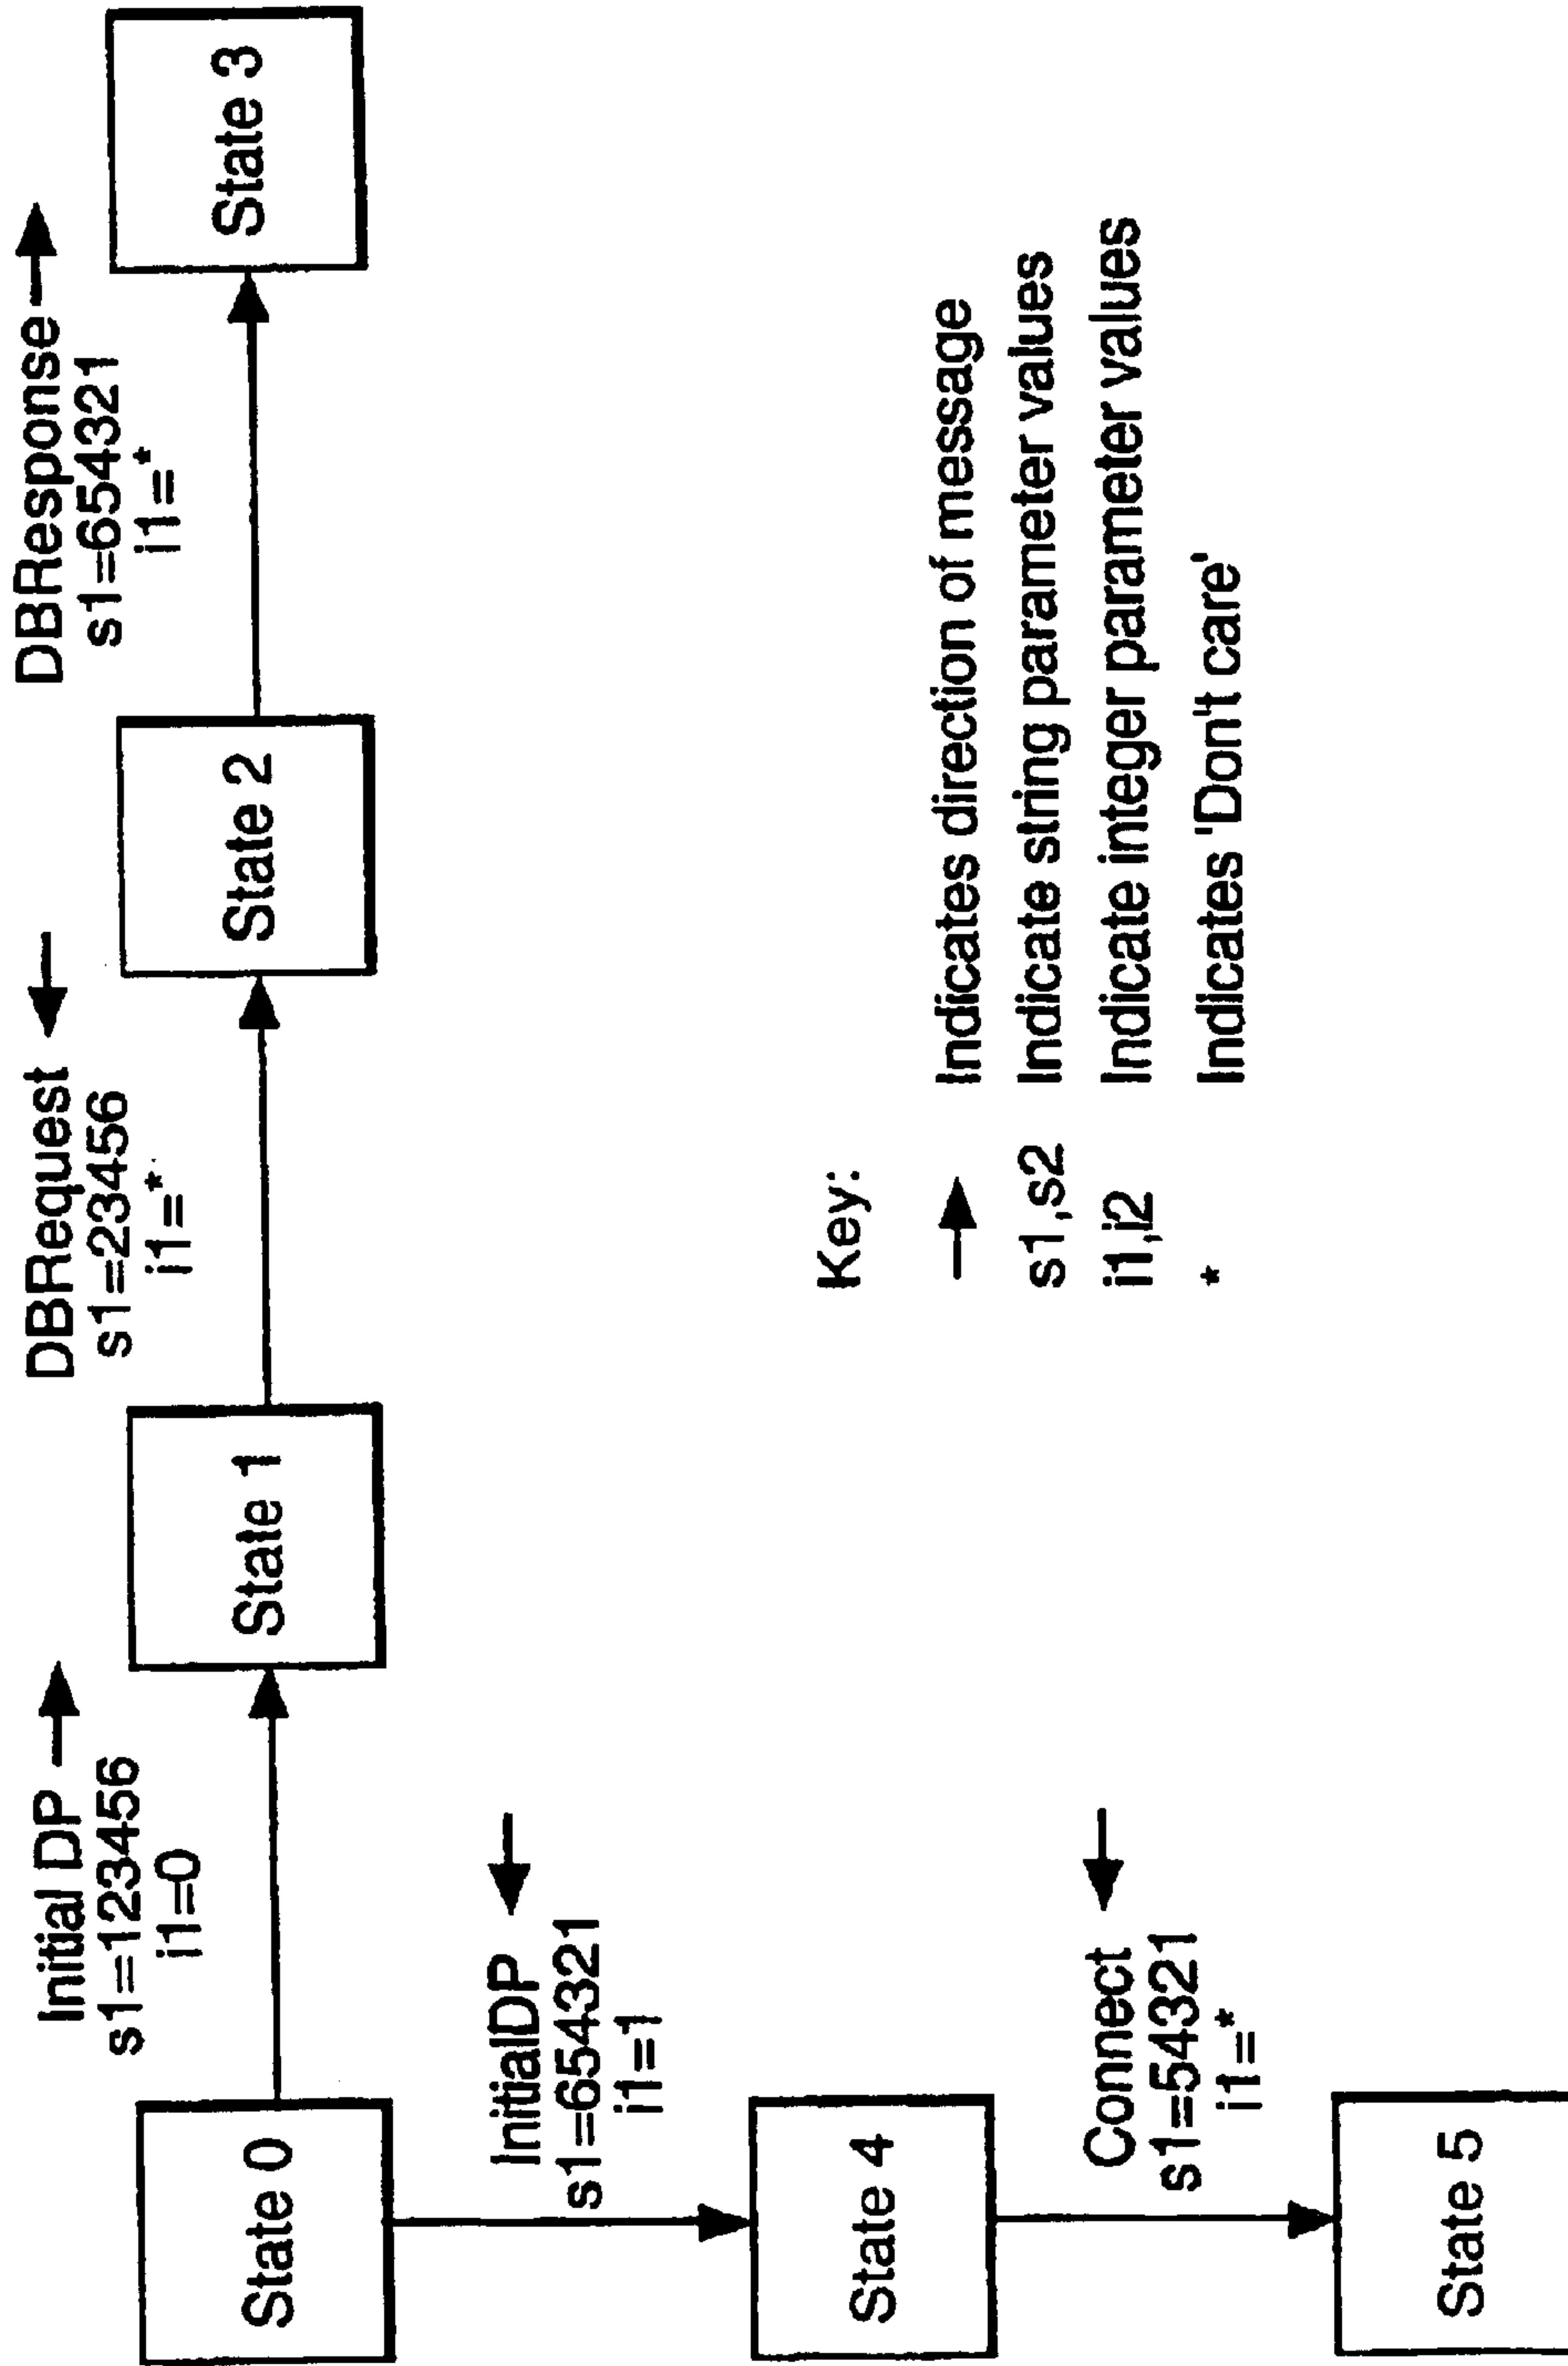 Initial DP
s1=123456
i1=0
DBRequest
s1=23456
i1=*
DBResponse
s1=654321
i1=*
State 0
State 1
State 2
State 3
InitialDP
s1=654321
i1=1
State 4
Connect
s1=54321
i1=*
State 5
Key:
Indicates direction of message
s1,s2 Indicate string parameter values
i1,i2 Indicate integer parameter values
* Indicates 'Don't care'